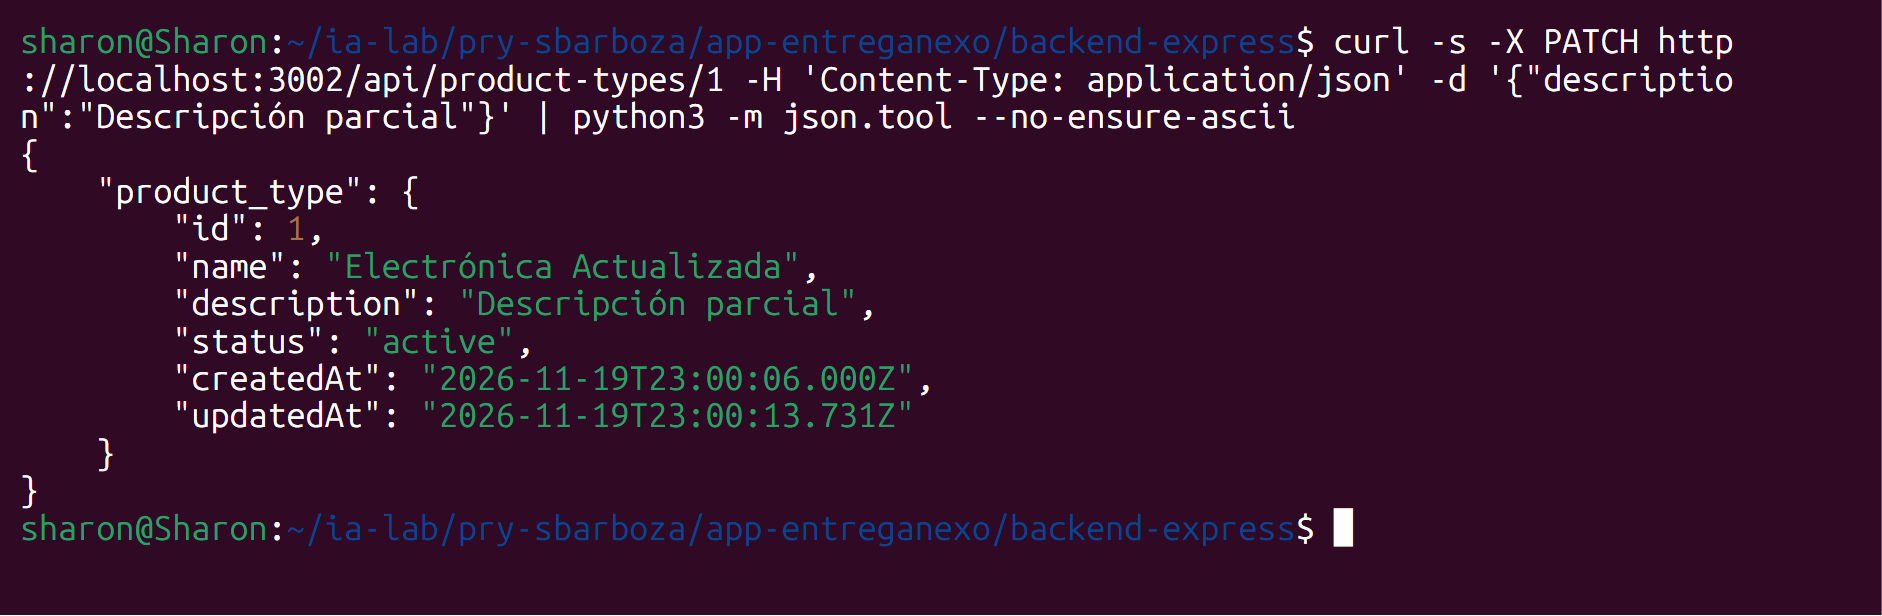 sharon@Sharon:~/ia-lab/pry-sbarboza/app-entreganexo/backend-express$ curl -s -X PATCH http
://localhost:3002/api/product-types/1 -H 'Content-Type: application/json' -d '{"descriptio
n":"Descripción parcial"}' | python3 -m json.tool --no-ensure-ascii
{
    "product_type": {
        "id": 1,
        "name": "Electrónica Actualizada",
        "description": "Descripción parcial",
        "status": "active",
        "createdAt": "2026-11-19T23:00:06.000Z",
        "updatedAt": "2026-11-19T23:00:13.731Z"
    }
}
sharon@Sharon:~/ia-lab/pry-sbarboza/app-entreganexo/backend-express$